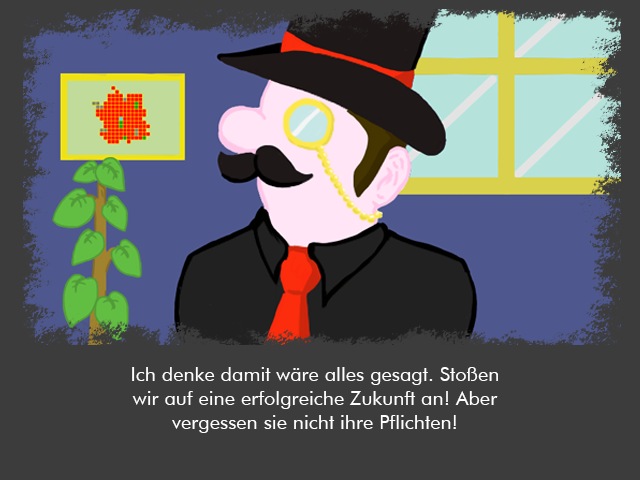 Ich denke damit wäre alles gesagt. Stoßen
wir auf eine erfolgreiche Zukunft an! Aber
vergessen sie nicht ihre Pflichten!